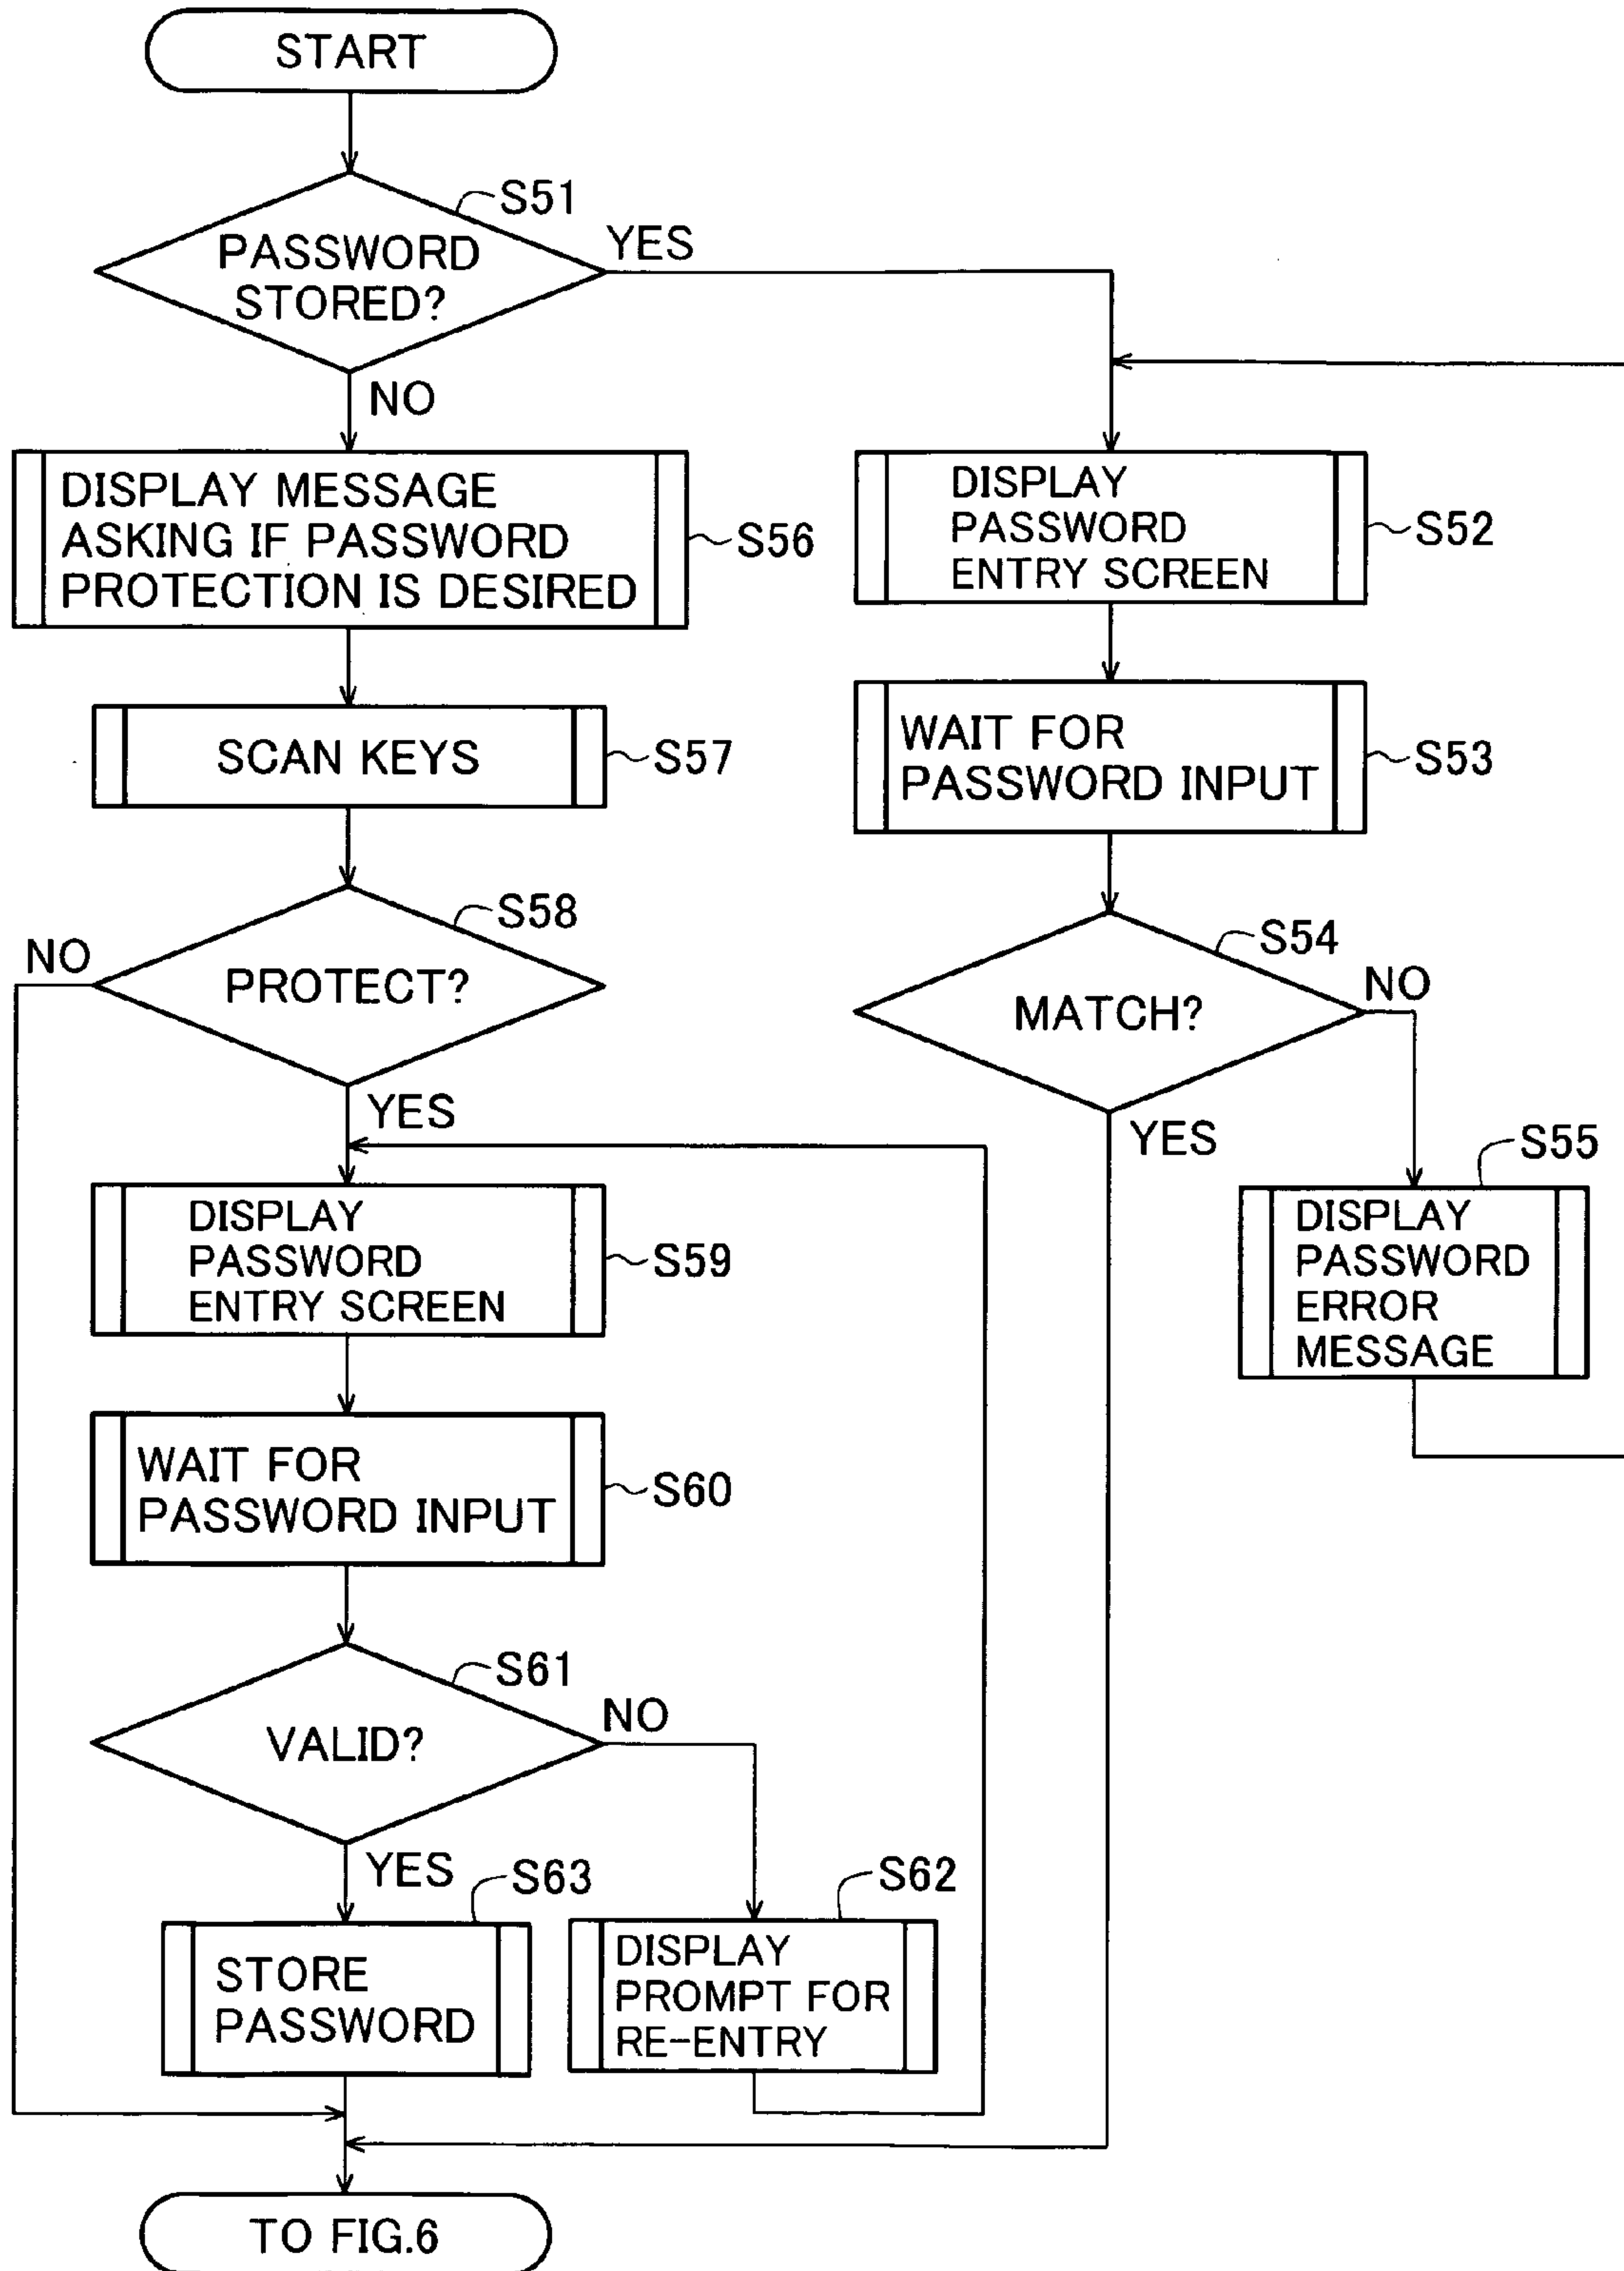 START
S51
PASSWORD
STORED?
YES
NO
DISPLAY MESSAGE
ASKING IF PASSWORD
PROTECTION IS DESIRED
S56
SCAN KEYS
S57
S58
NO
PROTECT?
YES
DISPLAY
PASSWORD
ENTRY SCREEN
S59
WAIT FOR
PASSWORD INPUT
S60
S61
VALID?
NO
YES
S63
STORE
PASSWORD
S62
DISPLAY
PROMPT FOR
RE-ENTRY
DISPLAY
PASSWORD
ENTRY SCREEN
S52
WAIT FOR
PASSWORD INPUT
S53
S54
MATCH?
NO
YES
S55
DISPLAY
PASSWORD
ERROR
MESSAGE
TO FIG.6